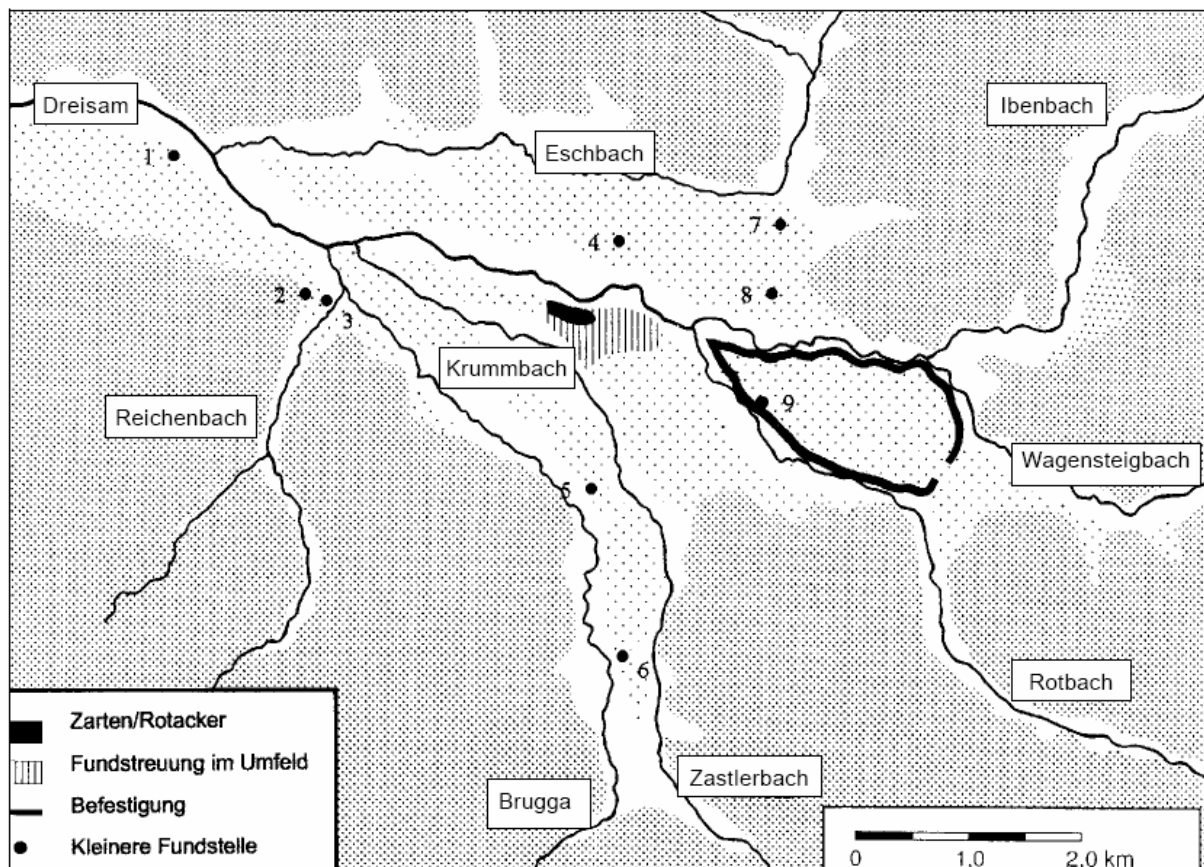 Dreisam
Ibenbach
Eschbach
1
7
4
2
8
3
Krummbach
9
Reichenbach
Wagensteigbach
5
6
Rotbach
Zastlerbach
Brugga
Zarten/Rotacker
Fundstreuung im Umfeld
Befestigung
Kleinere Fundstelle
0 1.0 2.0 km